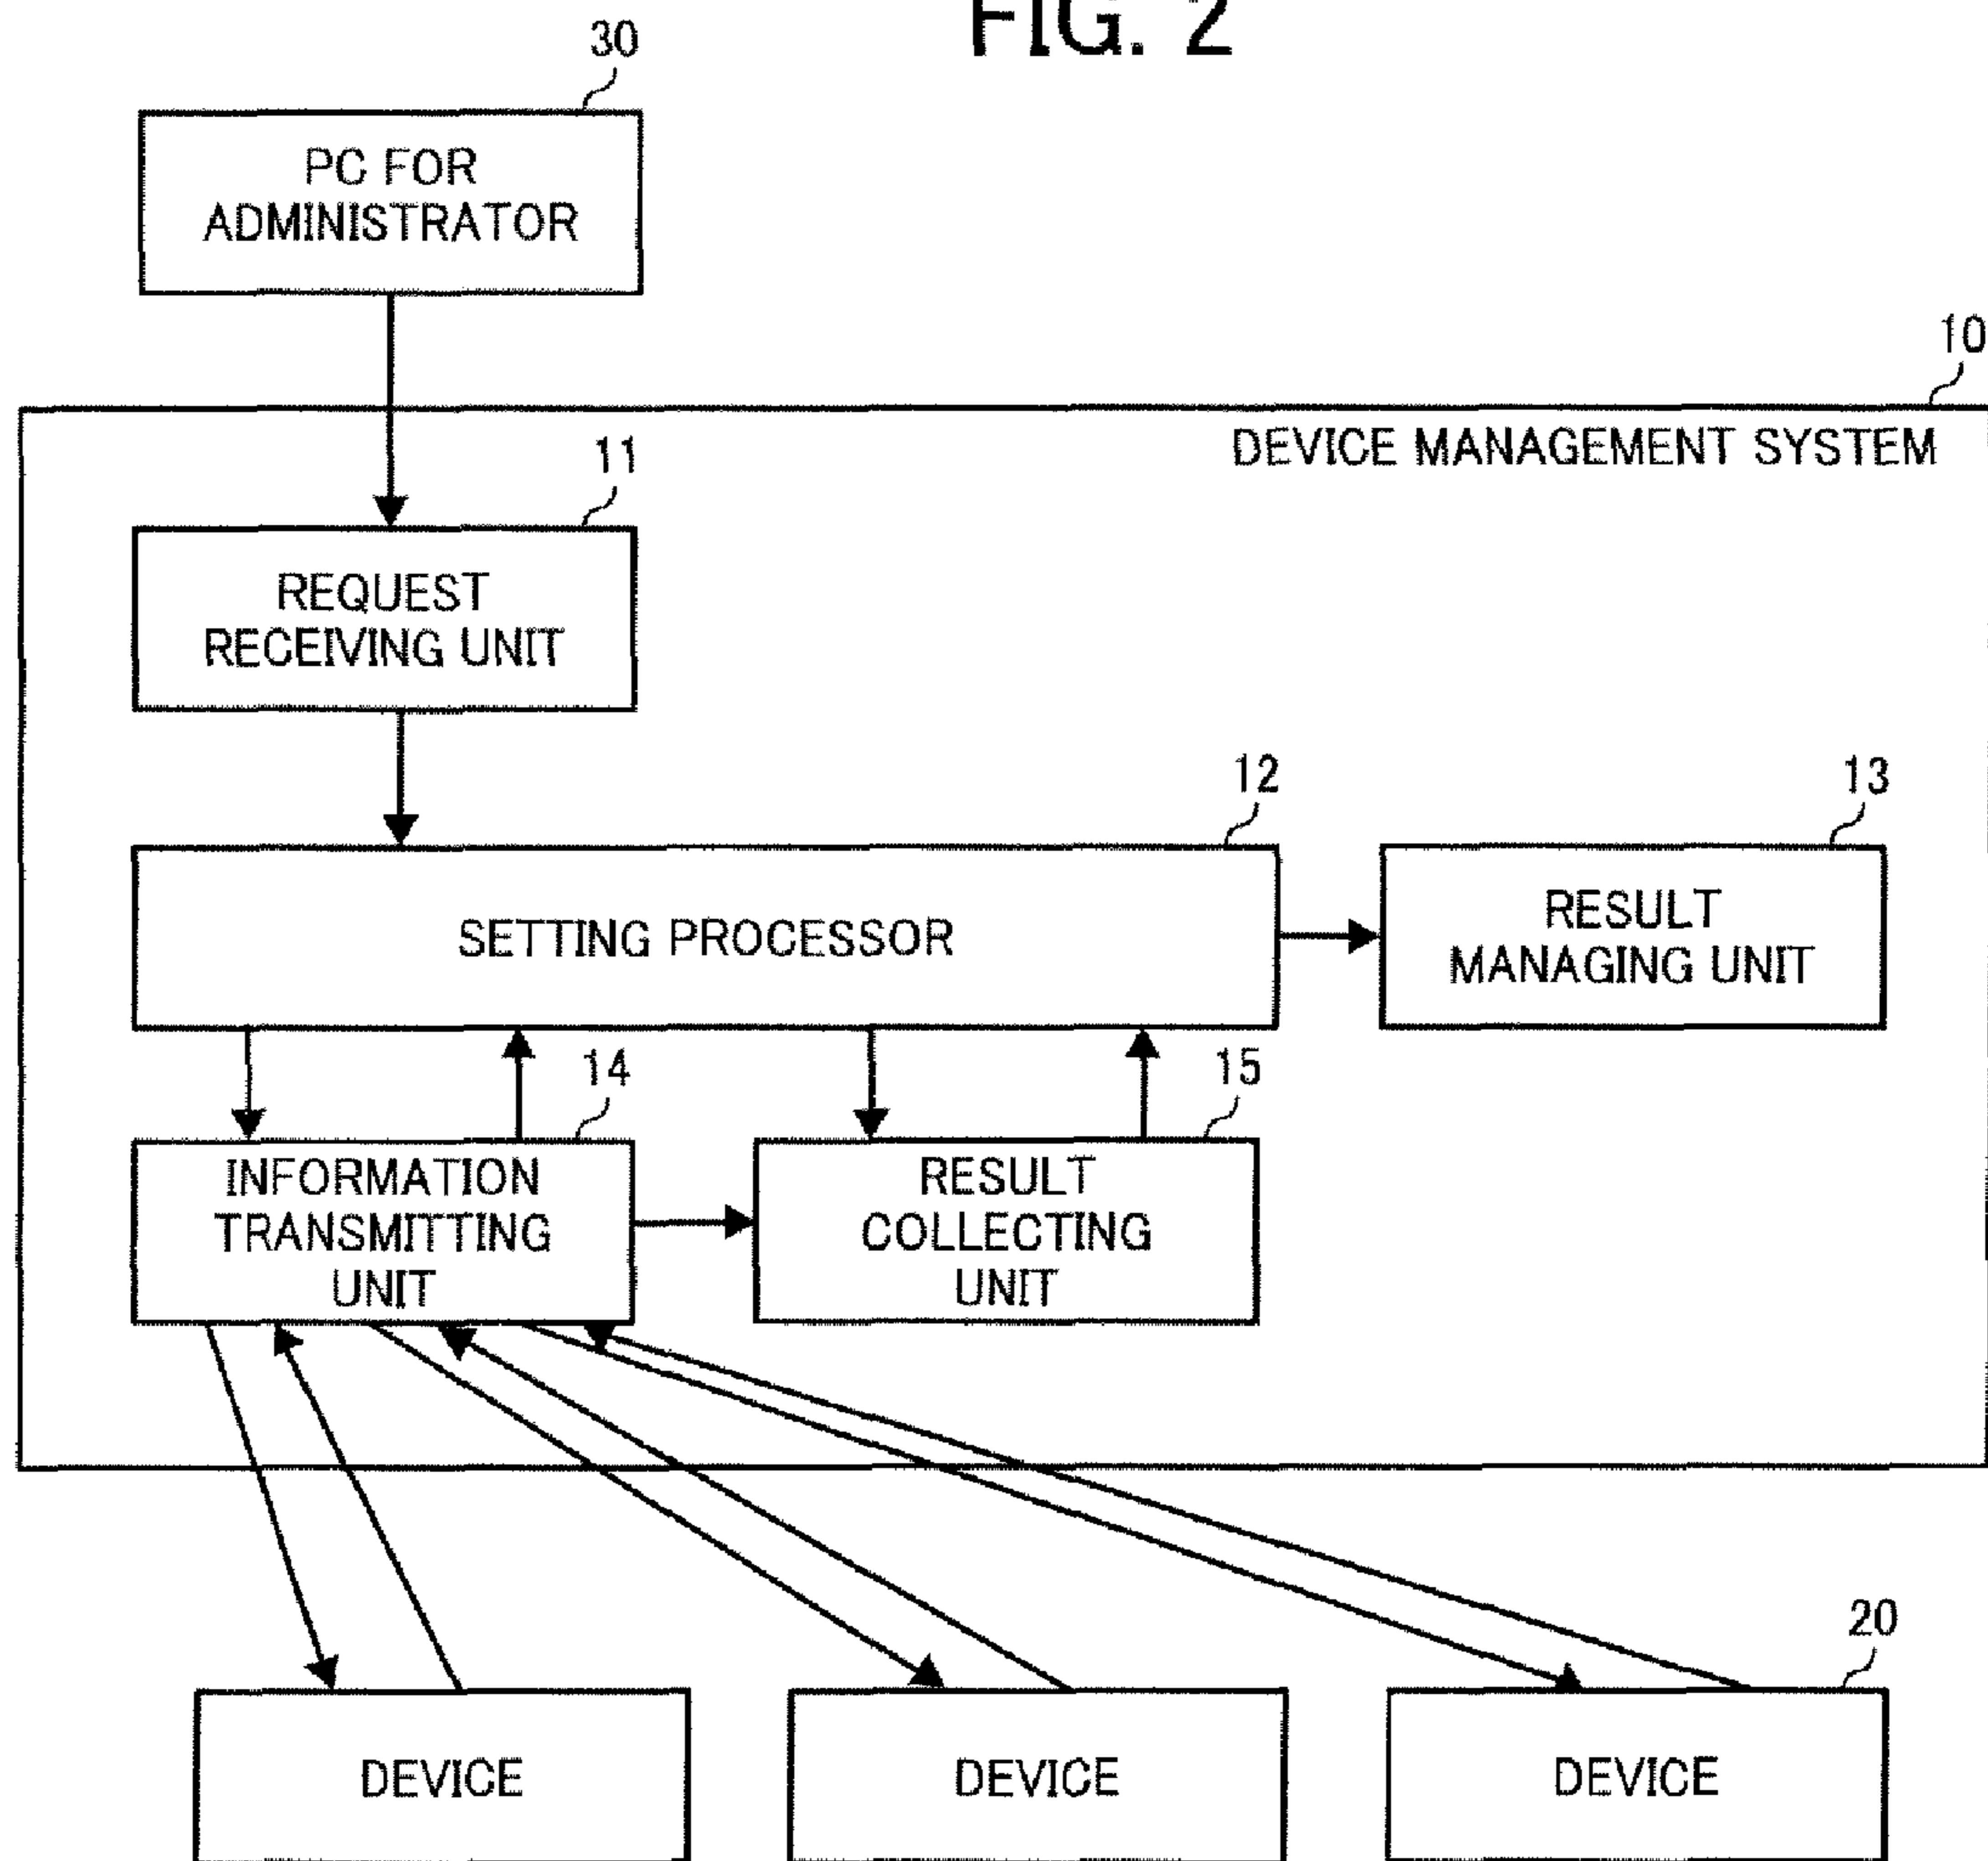 FIG. 2
30
PC FOR
ADMINISTRATOR
10
DEVICE MANAGEMENT SYSTEM
11
REQUEST
RECEIVING UNIT
12
SETTING PROCESSOR
13
RESULT
MANAGING UNIT
14
INFORMATION
TRANSMITTING
UNIT
15
RESULT
COLLECTING
UNIT
20
DEVICE
DEVICE
DEVICE